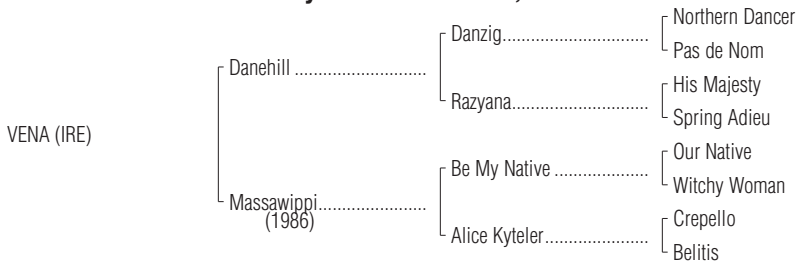 Northern Dancer
Danzig..................................
Pas de Nom
Danehill ...........................
His Majesty
Razyana................................
Spring Adieu
VENA (IRE)
Our Native
Be My Native ......................
Witchy Woman
Massawippi......................
(1986)
Crepello
Alice Kyteler........................
Belitis